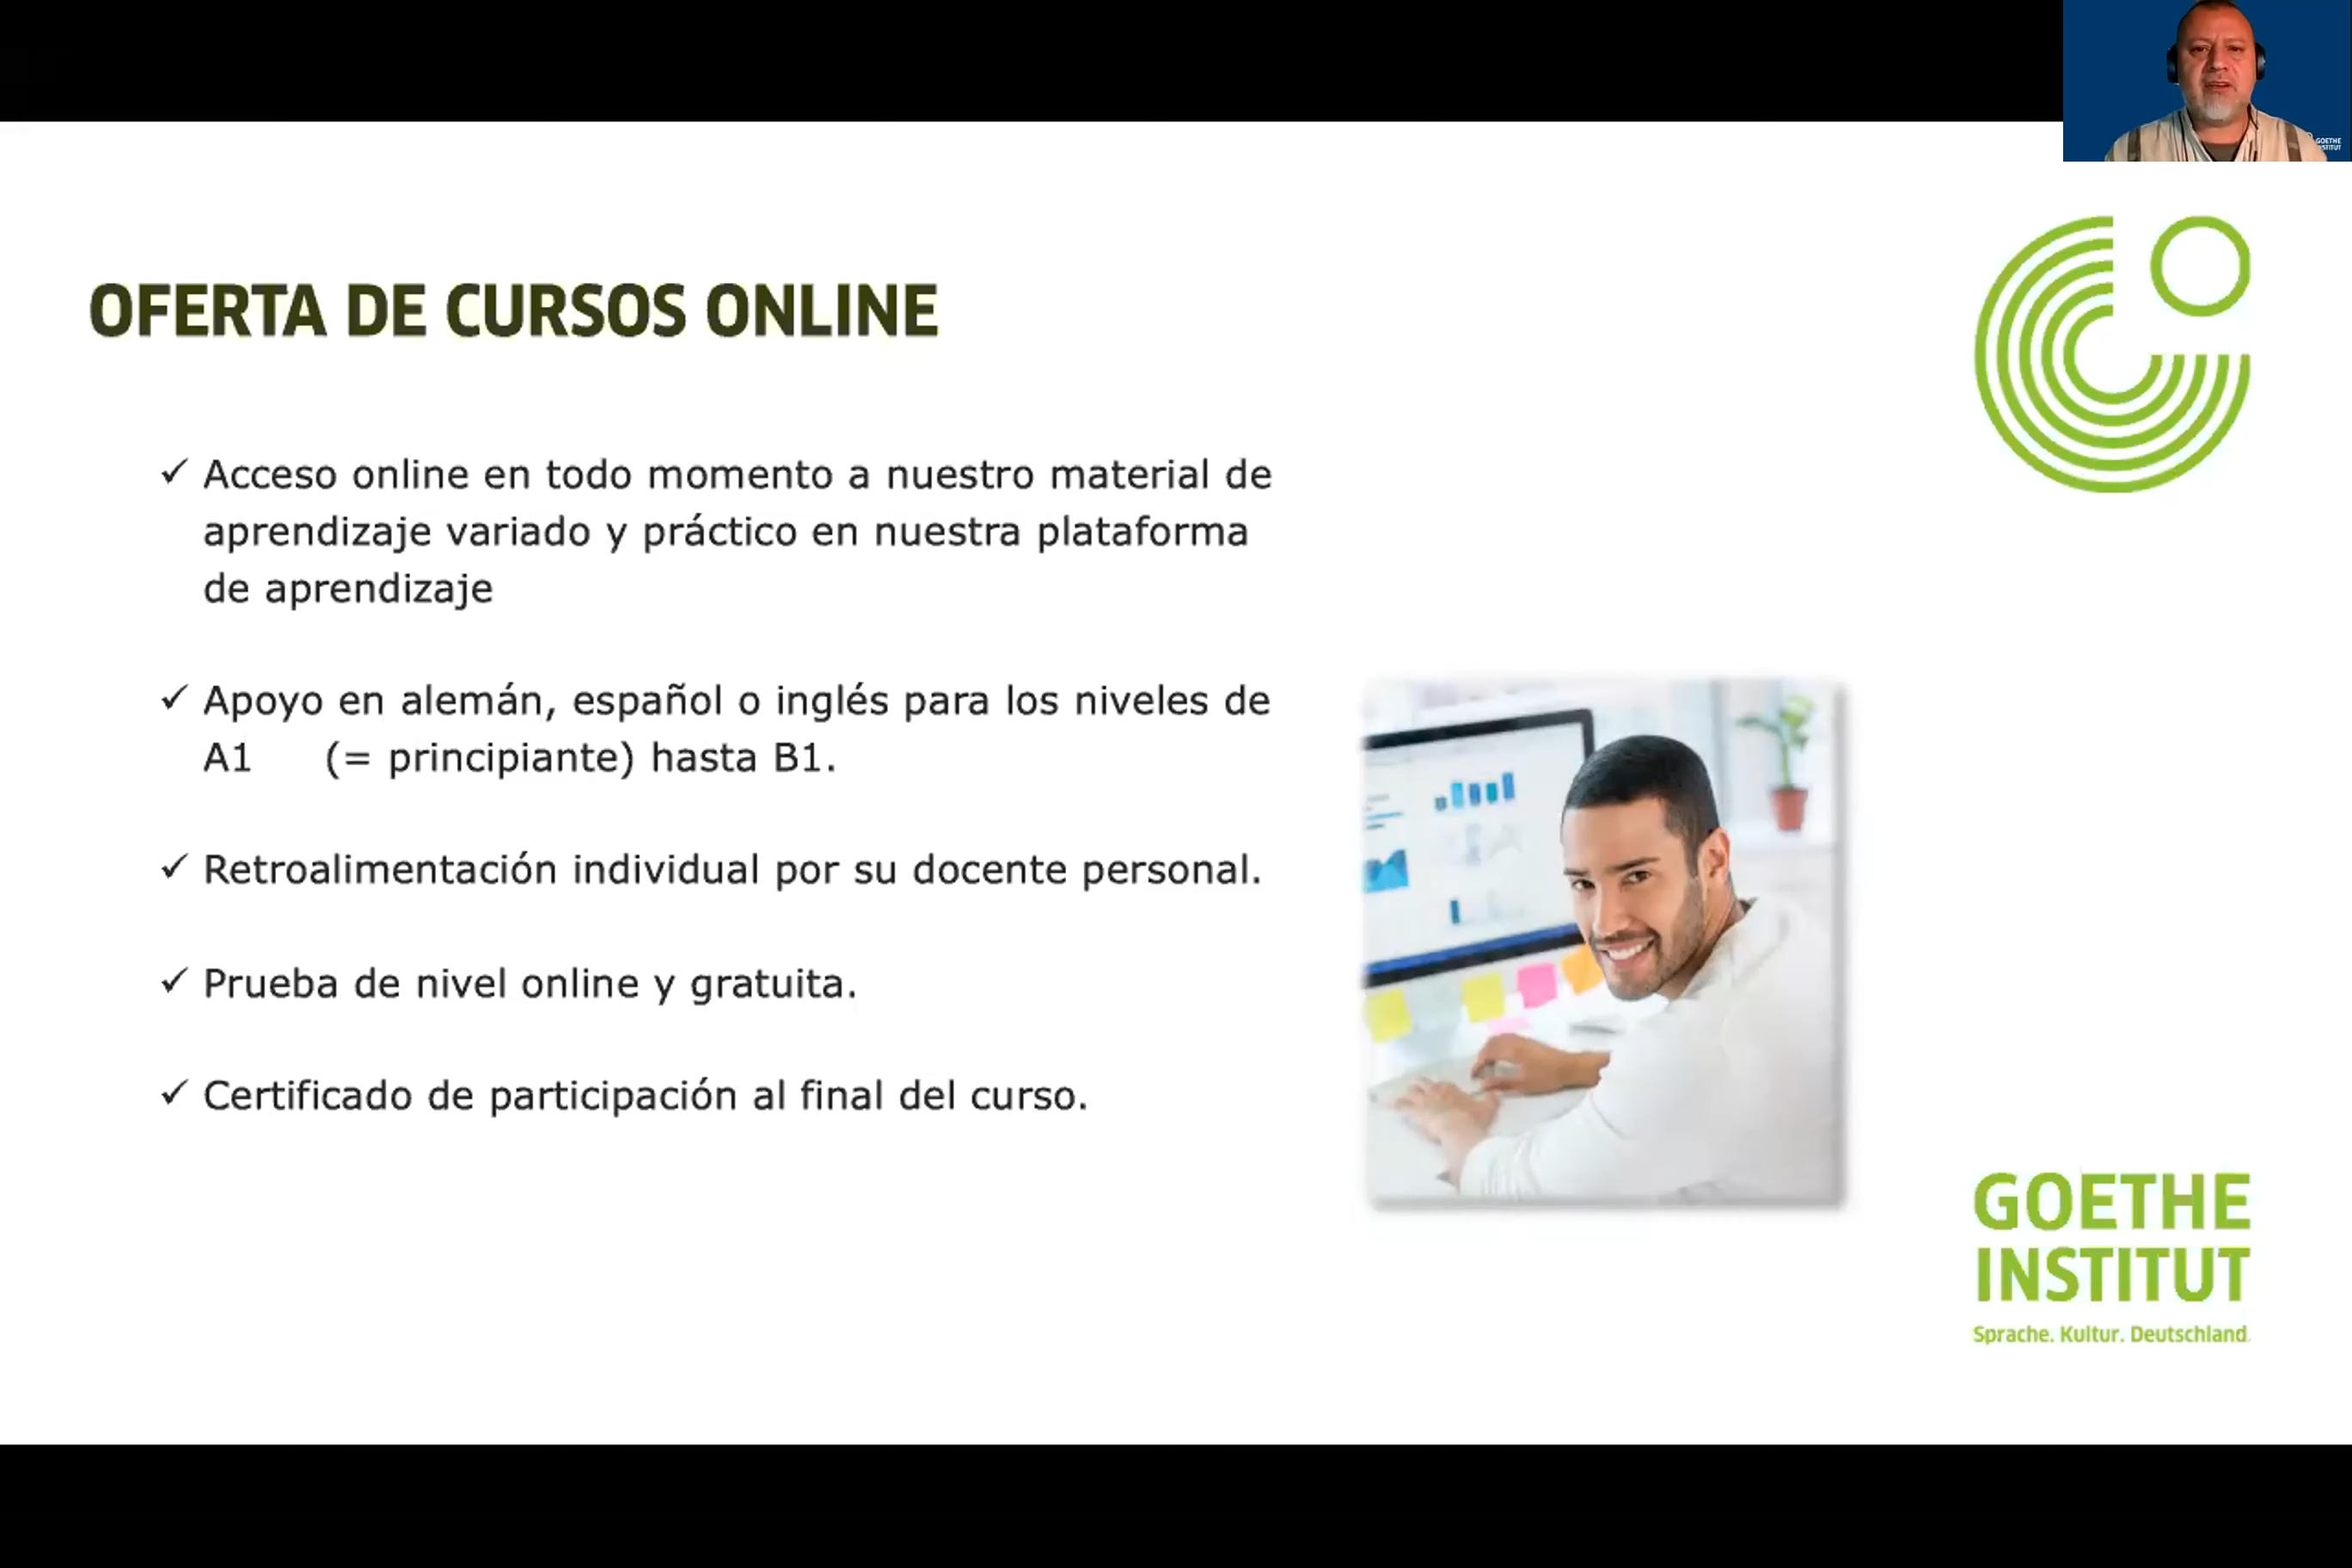 GOETHE
OFERTA DE CURSOS ONLINE
✓ Acceso online en todo momento a nuestro material de
aprendizaje variado y práctico en nuestra plataforma
de aprendizaje
✓ Apoyo en alemán, español o inglés para los niveles de
A1 (= principiante) hasta B1.
✓ Retroalimentación individual por su docente personal.
✓ Prueba de nivel online y gratuita.
✓ Certificado de participación al final del curso.
GOETHE
INSTITUT
Sprache. Kultur. Deutschland.